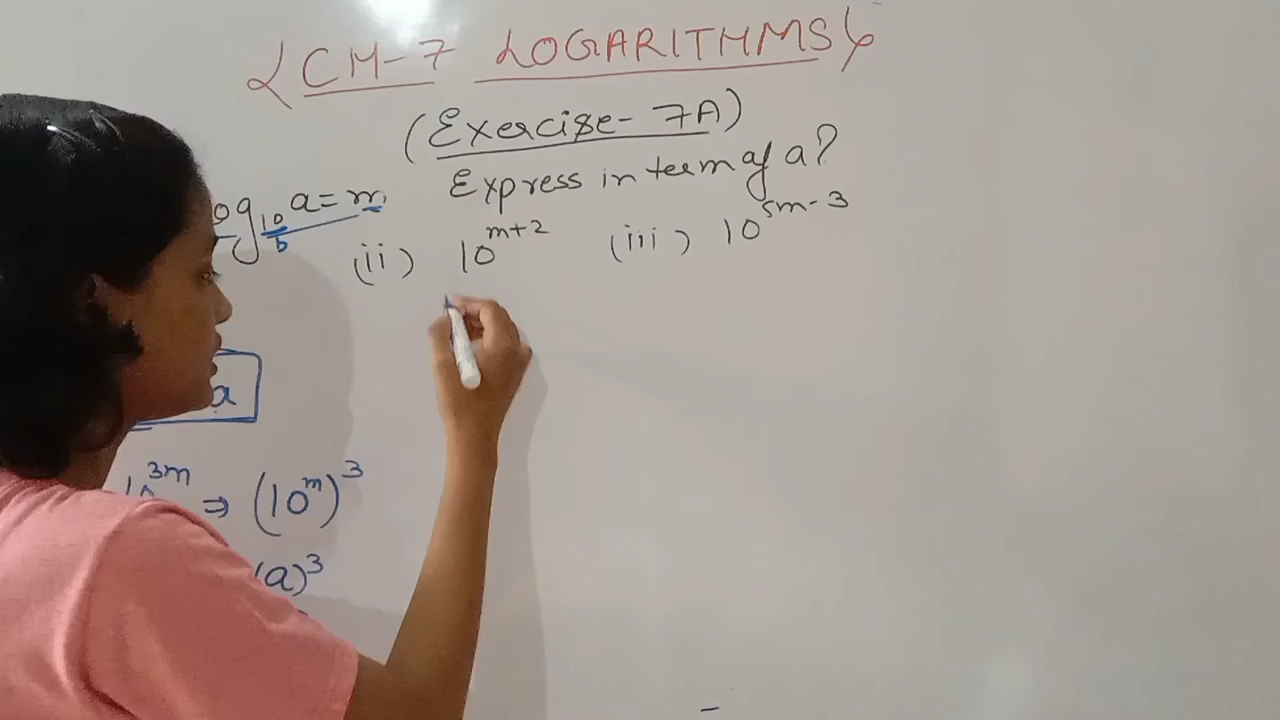 CH-7 LOGARITHMS
(Exercise- 7A)
Express in term of a?
og₁₀ a = m
b
(ii) 10^m+2 (iii) 10^5m-3
a
10^3m ⇒ (10^m)^3
(a)^3